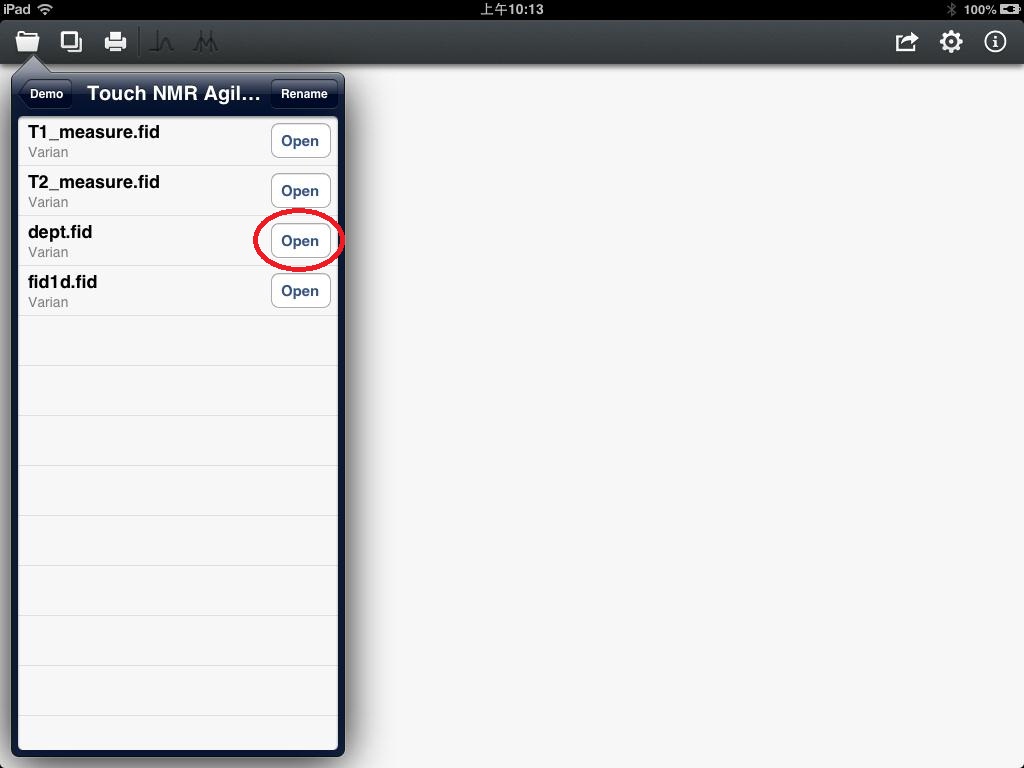 iPad 上午10:13 100%
Demo Touch NMR Agil... Rename
T1_measure.fid
Varian
Open
T2_measure.fid
Varian
Open
dept.fid
Varian
Open
fid1d.fid
Varian
Open